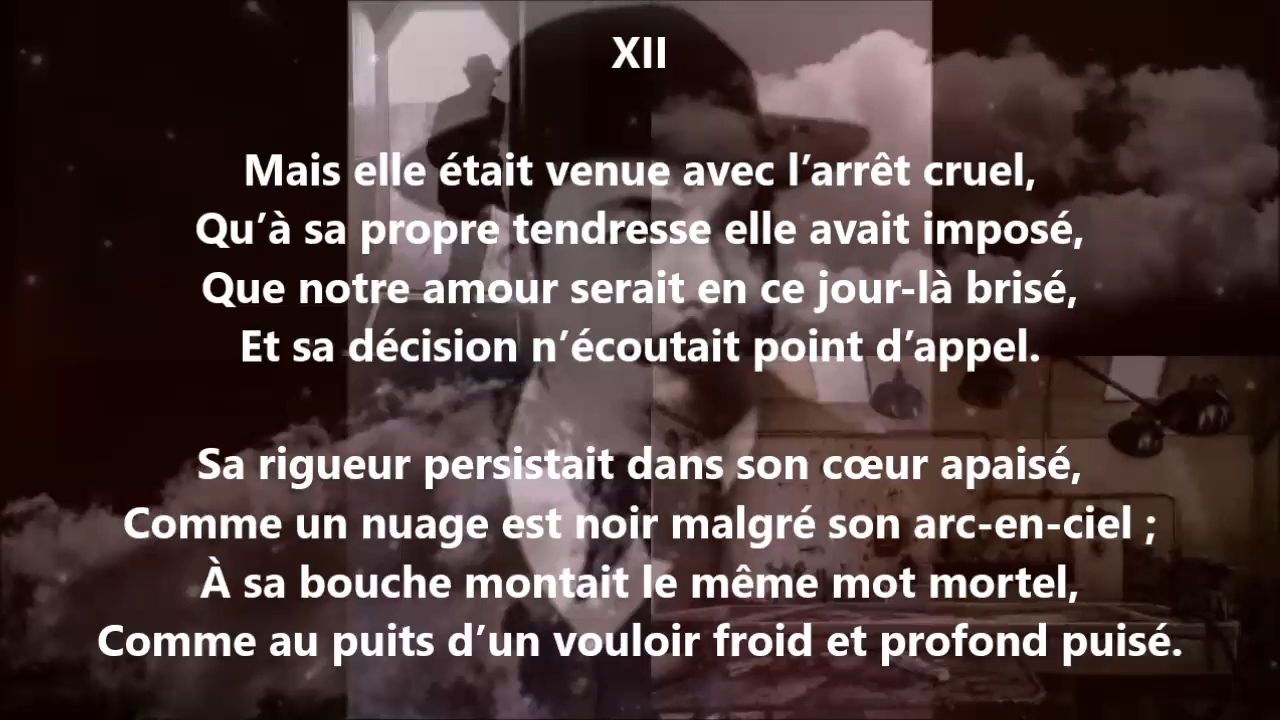 XII
Mais elle était venue avec l’arrêt cruel,
Qu’à sa propre tendresse elle avait imposé,
Que notre amour serait en ce jour-là brisé,
Et sa décision n’écoutait point d’appel.
Sa rigueur persistait dans son cœur apaisé,
Comme un nuage est noir malgré son arc-en-ciel ;
À sa bouche montait le même mot mortel,
Comme au puits d’un vouloir froid et profond puisé.